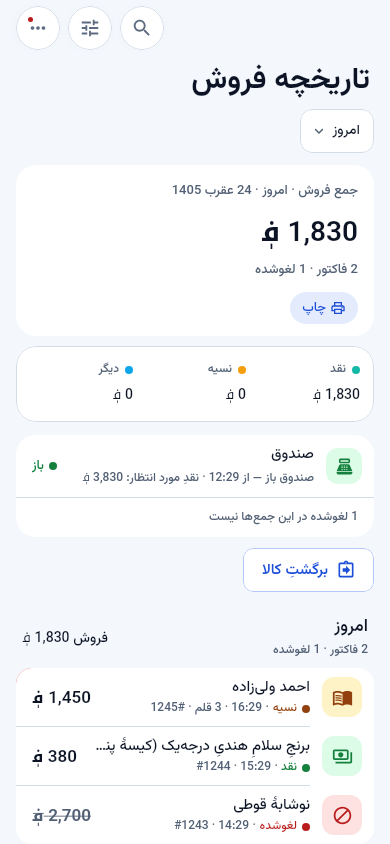 تاریخچه فروش
امروز
جمع فروش · امروز · 24 عقرب 1405
1,830 ؋
2 فاکتور · 1 لغوشده
چاپ
نقد
1,830 ؋
نسیه
0 ؋
دیگر
0 ؋
صندوق
صندوق باز — از 12:29 · نقدِ مورد انتظار: 3,830 ؋
باز
1 لغوشده در این جمع‌ها نیست
برگشتِ کالا
امروز
2 فاکتور · 1 لغوشده
فروش 1,830 ؋
احمد ولی‌زاده
نسیه · 16:29 · 3 قلم · #1245
1,450 ؋
برنجِ سلامِ هندیِ درجه‌یک (کیسهٔ پنـ...
نقد · 15:29 · #1244
380 ؋
نوشابهٔ قوطی
لغوشده · 14:29 · #1243
2,700 ؋